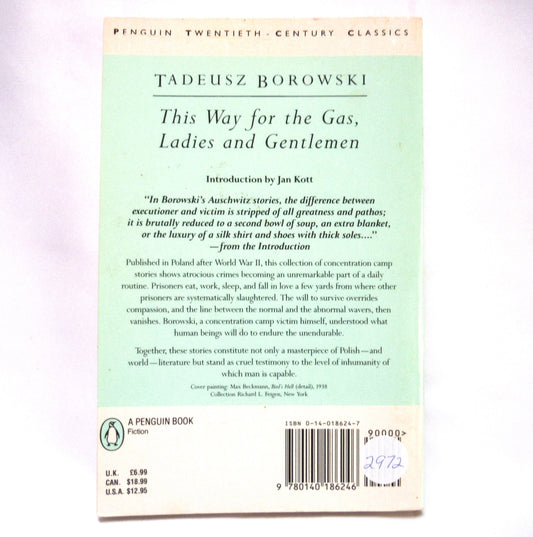 PENGUIN TWENTIETH-CENTURY CLASSICS
TADEUSZ BOROWSKI
This Way for the Gas,
Ladies and Gentlemen
Introduction by Jan Kott
"In Borowski's Auschwitz stories, the difference between
executioner and victim is stripped of all greatness and pathos;
it is brutally reduced to a second bowl of soup, an extra blanket,
or the luxury of a silk shirt and shoes with thick soles...."
—from the Introduction
Published in Poland after World War II, this collection of concentration camp
stories shows atrocious crimes becoming an unremarkable part of a daily
routine. Prisoners eat, work, sleep, and fall in love a few yards from where other
prisoners are systematically slaughtered. The will to survive overrides
compassion, and the line between the normal and the abnormal wavers, then
vanishes. Borowski, a concentration camp victim himself, understood what
human beings will do to endure the unendurable.
Together, these stories constitute not only a masterpiece of Polish—and
world—literature but stand as cruel testimony to the level of inhumanity of
which man is capable.
Cover painting: Max Beckmann, Bird's Hell (detail), 1938
Collection Richard L. Feigen, New York
A PENGUIN BOOK
Fiction
U.K. £6.99
CAN. $18.99
U.S.A. $12.95
ISBN 0-14-018624-7
90000>
2972
9 780140 186246